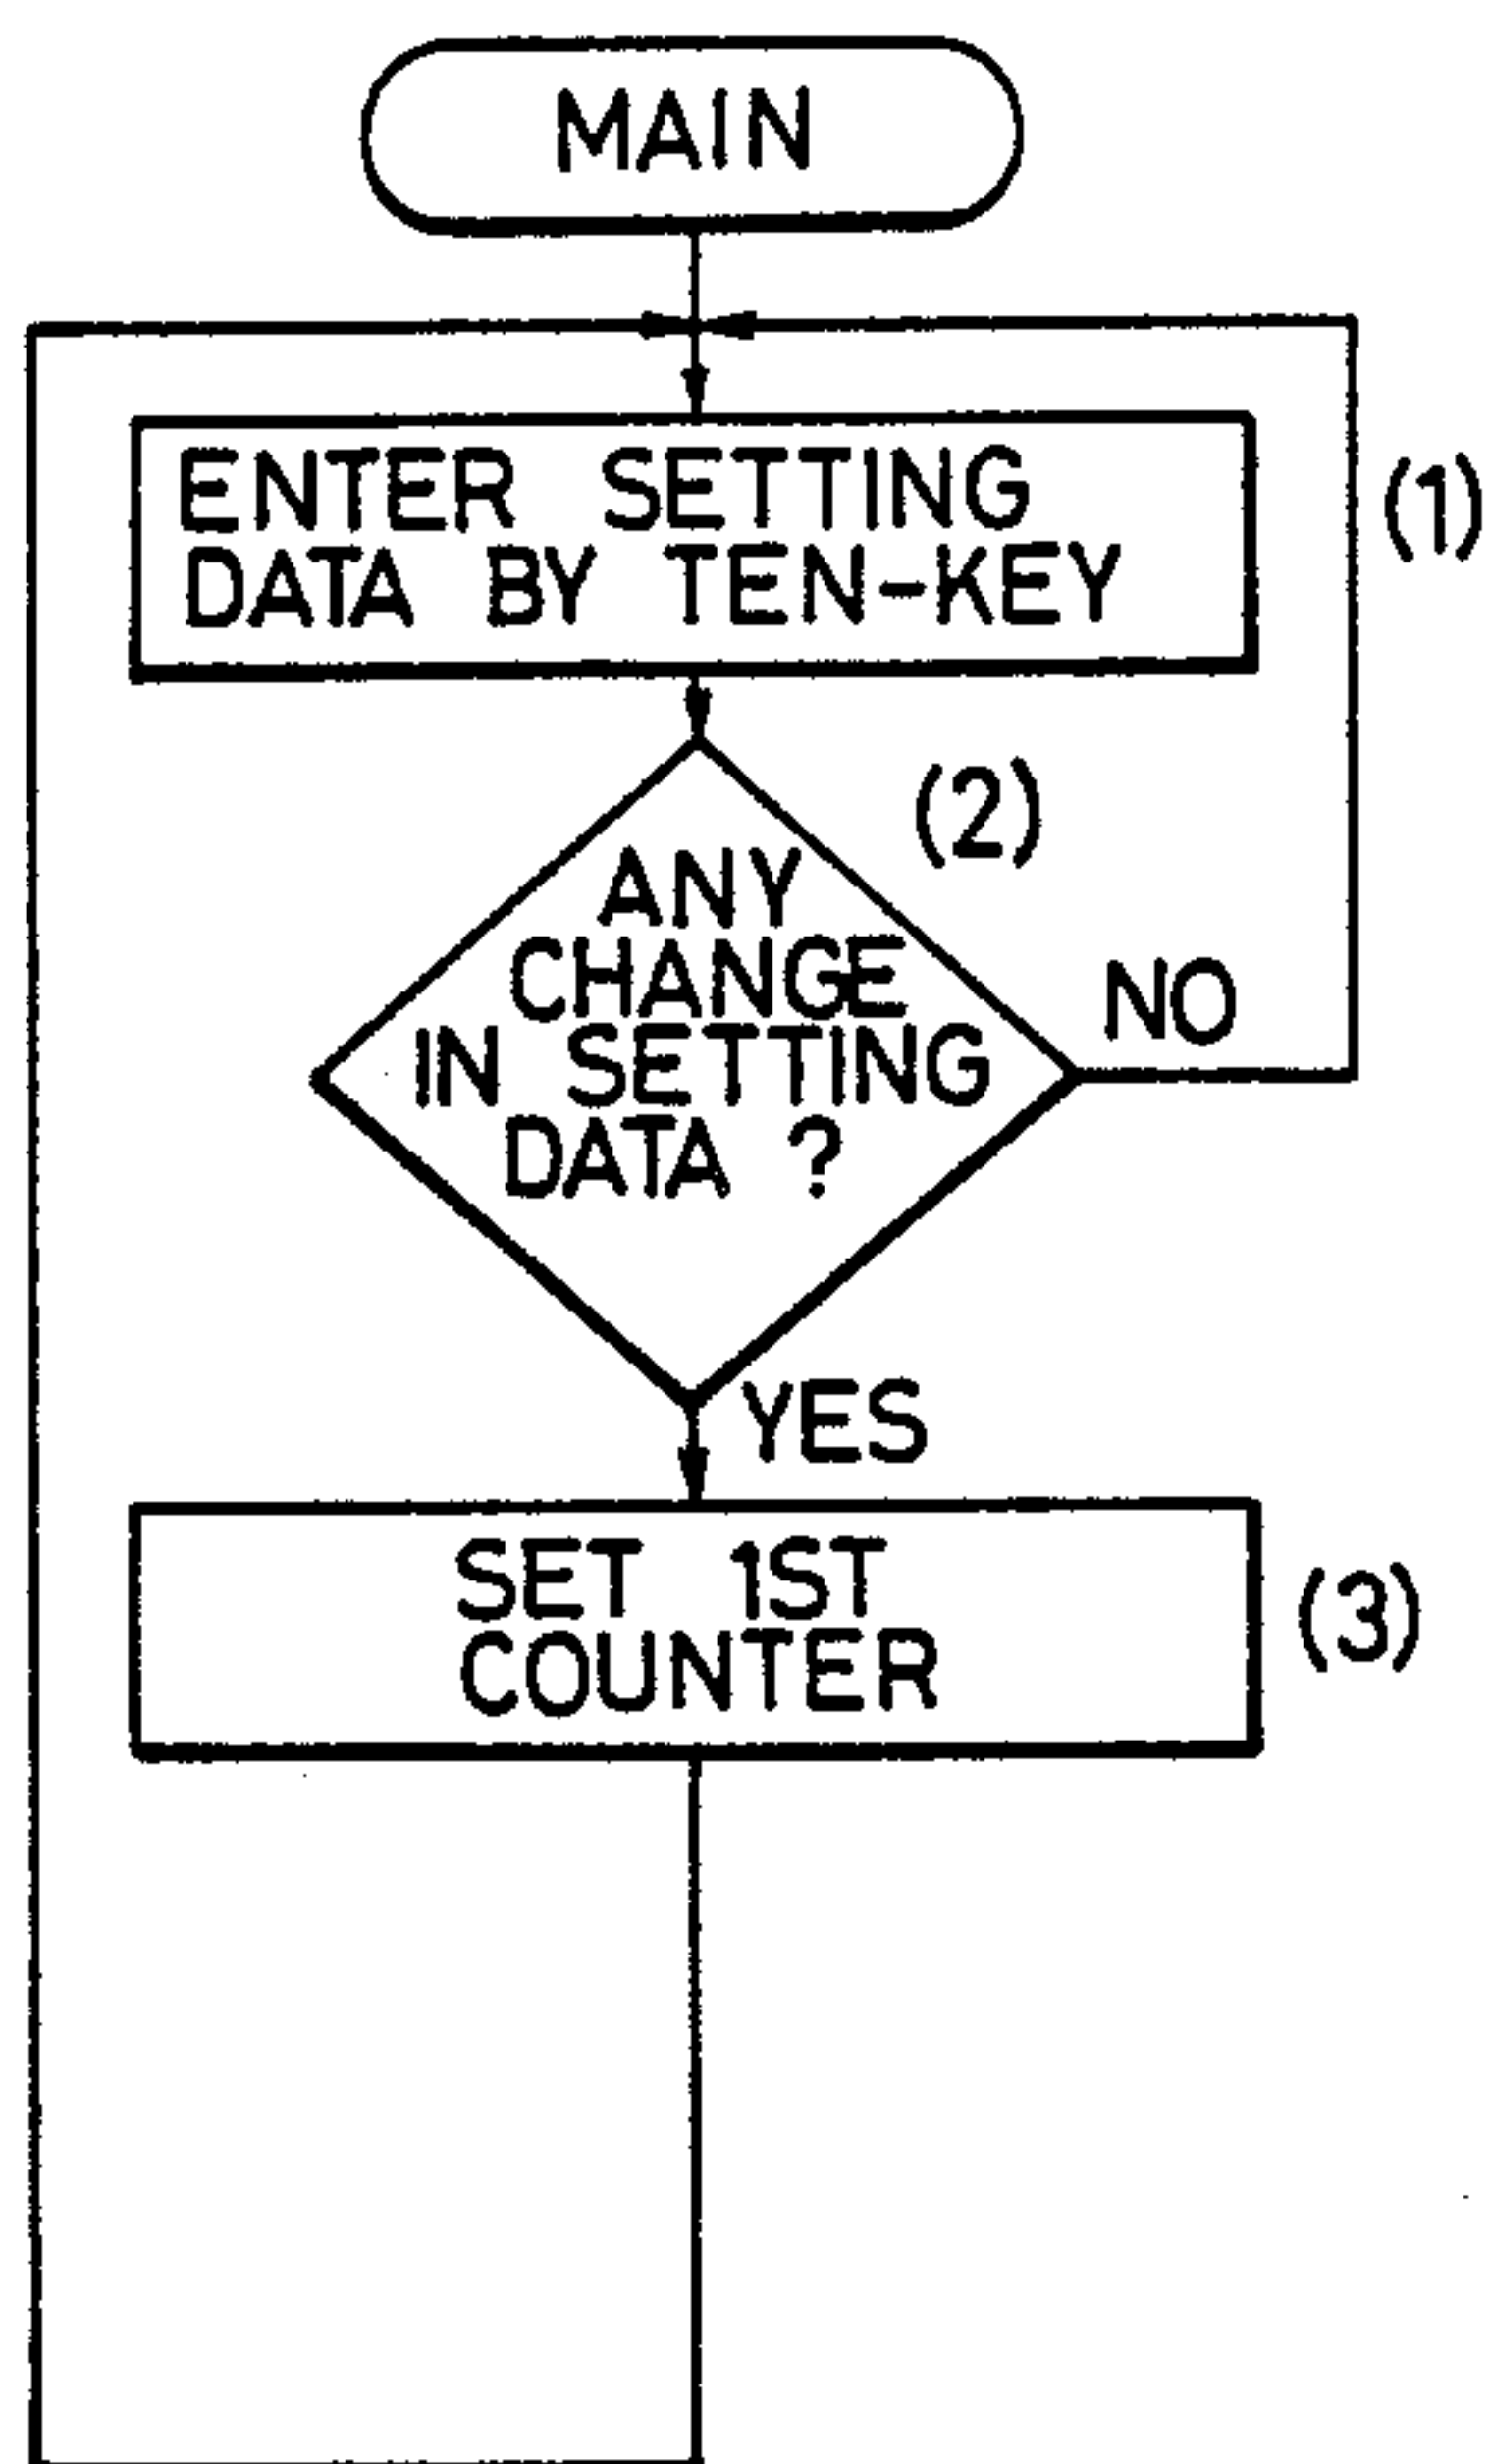 MAIN
ENTER SETTING
DATA BY TEN-KEY
(1)
(2)
ANY
CHANGE
IN SETTING
DATA ?
NO
YES
SET 1ST
COUNTER
(3)